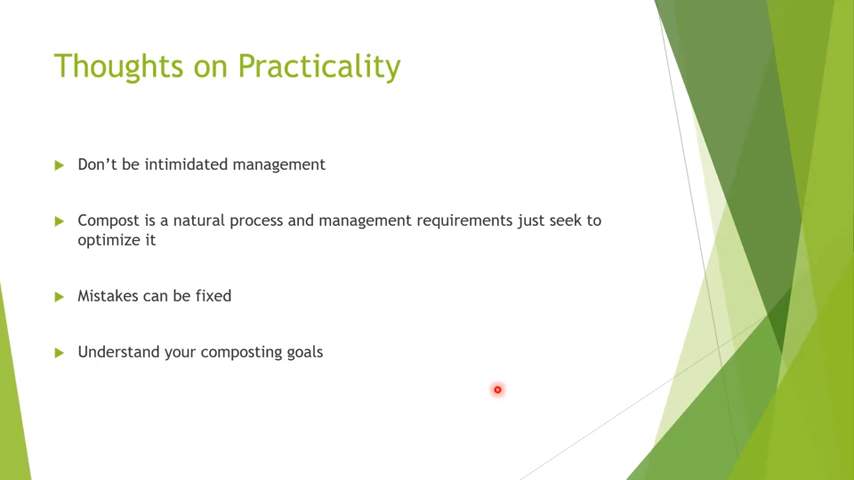 Thoughts on Practicality
Don’t be intimidated management
Compost is a natural process and management requirements just seek to
optimize it
Mistakes can be fixed
Understand your composting goals